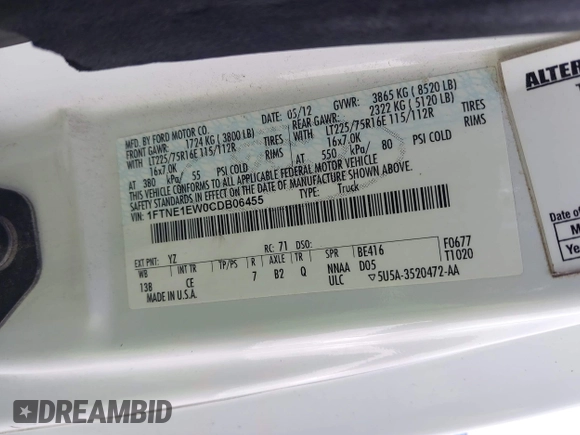 MFD. BY FORD MOTOR CO.
DATE: 05/12
GVWR: 3865 KG ( 8520 LB)
FRONT GAWR: 1724 KG ( 3800 LB)
REAR GAWR: 2322 KG ( 5120 LB)
WITH LT225/75R16E 115/112R TIRES
WITH LT225/75R16E 115/112R TIRES
16x7.0K RIMS
16x7.0K RIMS
AT 380 kPa/ 55 PSI COLD
AT 550 kPa/ 80 PSI COLD
THIS VEHICLE CONFORMS TO ALL APPLICABLE FEDERAL MOTOR VEHICLE
SAFETY STANDARDS IN EFFECT ON THE DATE OF MANUFACTURE SHOWN ABOVE.
VIN: 1FTNE1EW0CDB06455
TYPE: Truck
EXT PNT: YZ RC: 71 DSO:
F0677
T1020
WB INT TR TP/PS R AXLE TR SPR BE416
138 CE 7 B2 Q NNAA D05
MADE IN U.S.A. ULC ▽5U5A-3520472-AA
ALTER
DREAMBID